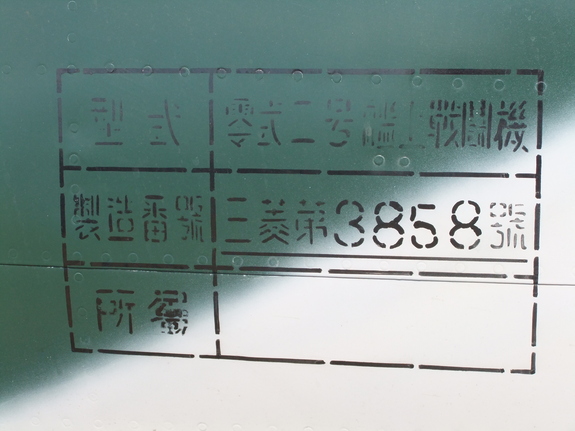 型式 零式二号艦上戦闘機
製造番號 三菱第3858號
所屬